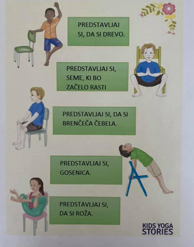 PREDSTAVLJAJ
SI, DA SI DREVO.
PREDSTAVLJAJ SI,
SEME, KI BO
ZAČELO RASTI
PREDSTAVLJAJ SI, DA SI
BRENČEČA ČEBELA.
PREDSTAVLJAJ SI,
GOSENICA.
PREDSTAVLJAJ SI,
DA SI ROŽA.
KIDS YOGA
STORIES